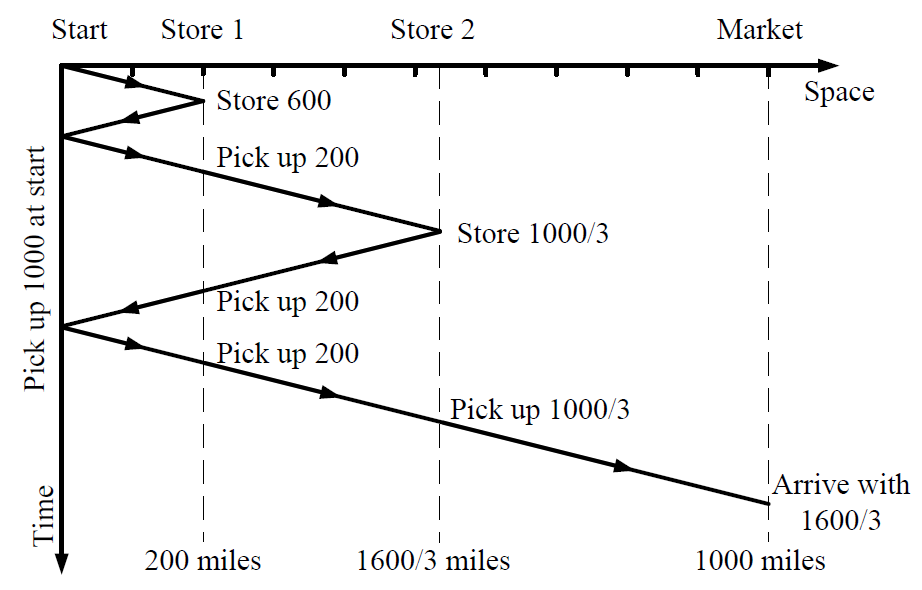 Start
Store 1
Store 2
Market
Space
Store 600
Pick up 200
Store 1000/3
Pick up 200
Pick up 200
Pick up 1000/3
Arrive with
1600/3
Pick up 1000 at start
Time
200 miles
1600/3 miles
1000 miles